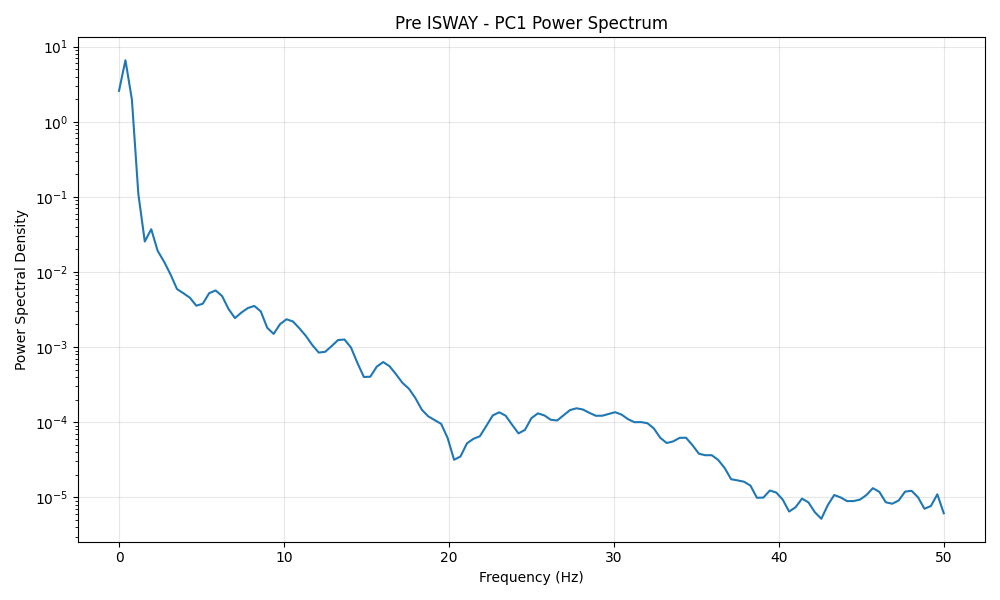 Pre ISWAY - PC1 Power Spectrum
Power Spectral Density
10¹
10⁰
10⁻¹
10⁻²
10⁻³
10⁻⁴
10⁻⁵
0 10 20 30 40 50
Frequency (Hz)